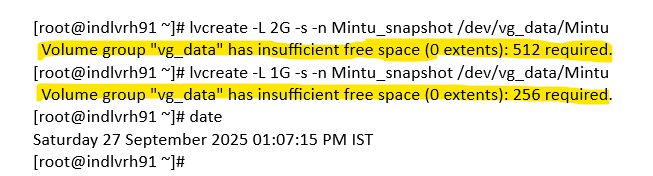 [root@indlvrh91 ~]# lvcreate -L 2G -s -n Mintu_snapshot /dev/vg_data/Mintu
Volume group "vg_data" has insufficient free space (0 extents): 512 required.
[root@indlvrh91 ~]# lvcreate -L 1G -s -n Mintu_snapshot /dev/vg_data/Mintu
Volume group "vg_data" has insufficient free space (0 extents): 256 required.
[root@indlvrh91 ~]# date
Saturday 27 September 2025 01:07:15 PM IST
[root@indlvrh91 ~]#